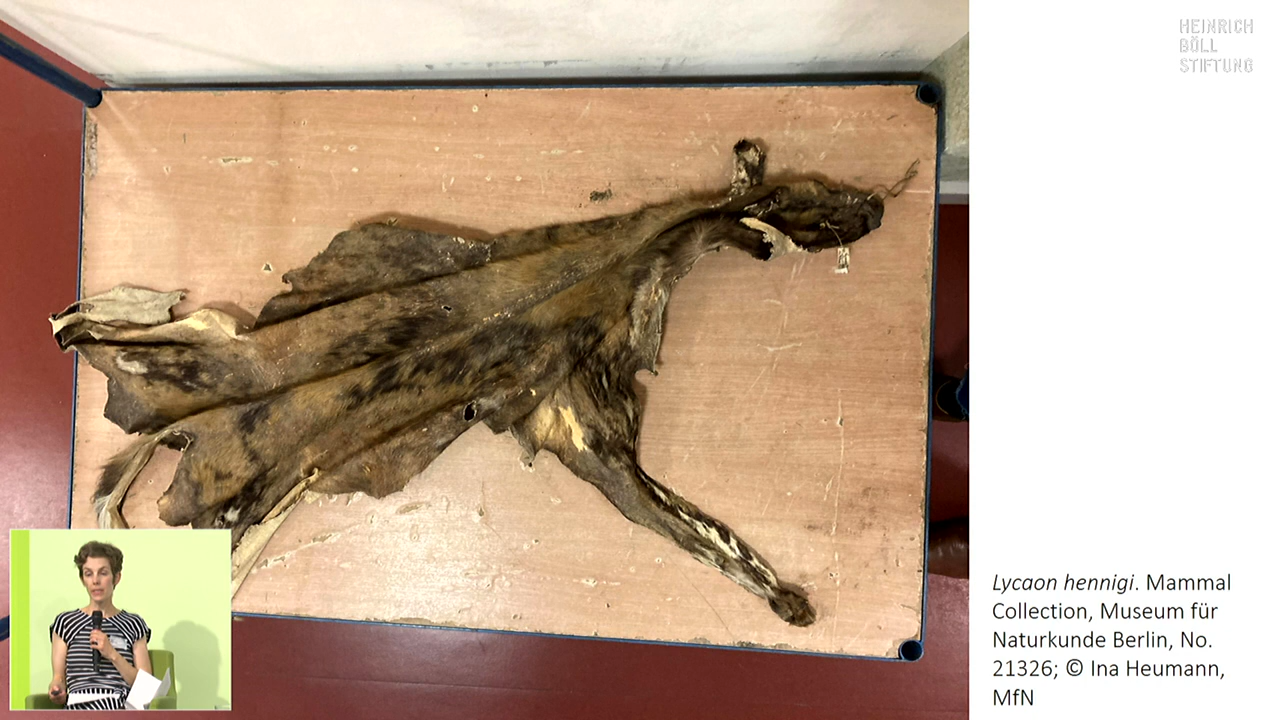 HEINRICH
BÖLL
STIFTUNG
Lycaon hennigi. Mammal
Collection, Museum für
Naturkunde Berlin, No.
21326; © Ina Heumann,
MfN